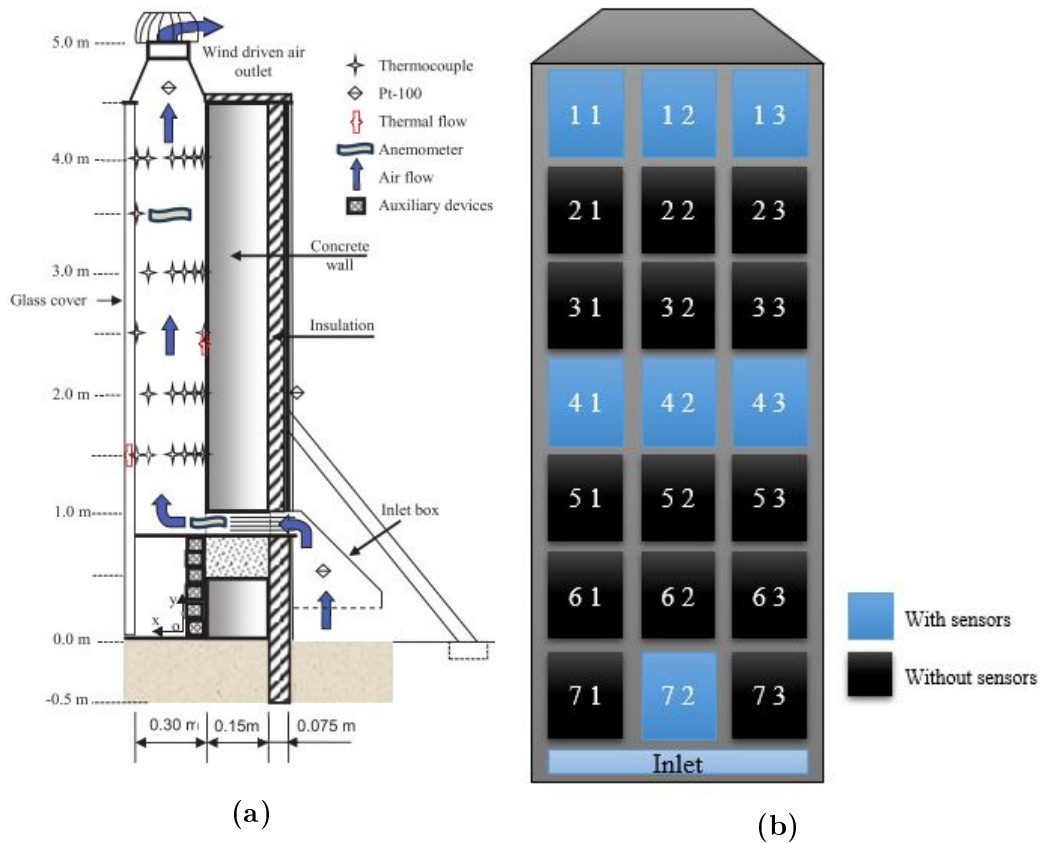 5.0 m
Wind driven air
outlet
Thermocouple
Pt-100
Thermal flow
Anemometer
Air flow
Auxiliary devices
4.0 m
3.0 m
Concrete
wall
Glass cover
Insulation
2.0 m
1.0 m
Inlet box
y
x
o
0.0 m
-0.5 m
0.30 m
0.15m
0.075 m
(a)
1 1
1 2
1 3
2 1
2 2
2 3
3 1
3 2
3 3
4 1
4 2
4 3
5 1
5 2
5 3
6 1
6 2
6 3
7 1
7 2
7 3
Inlet
With sensors
Without sensors
(b)